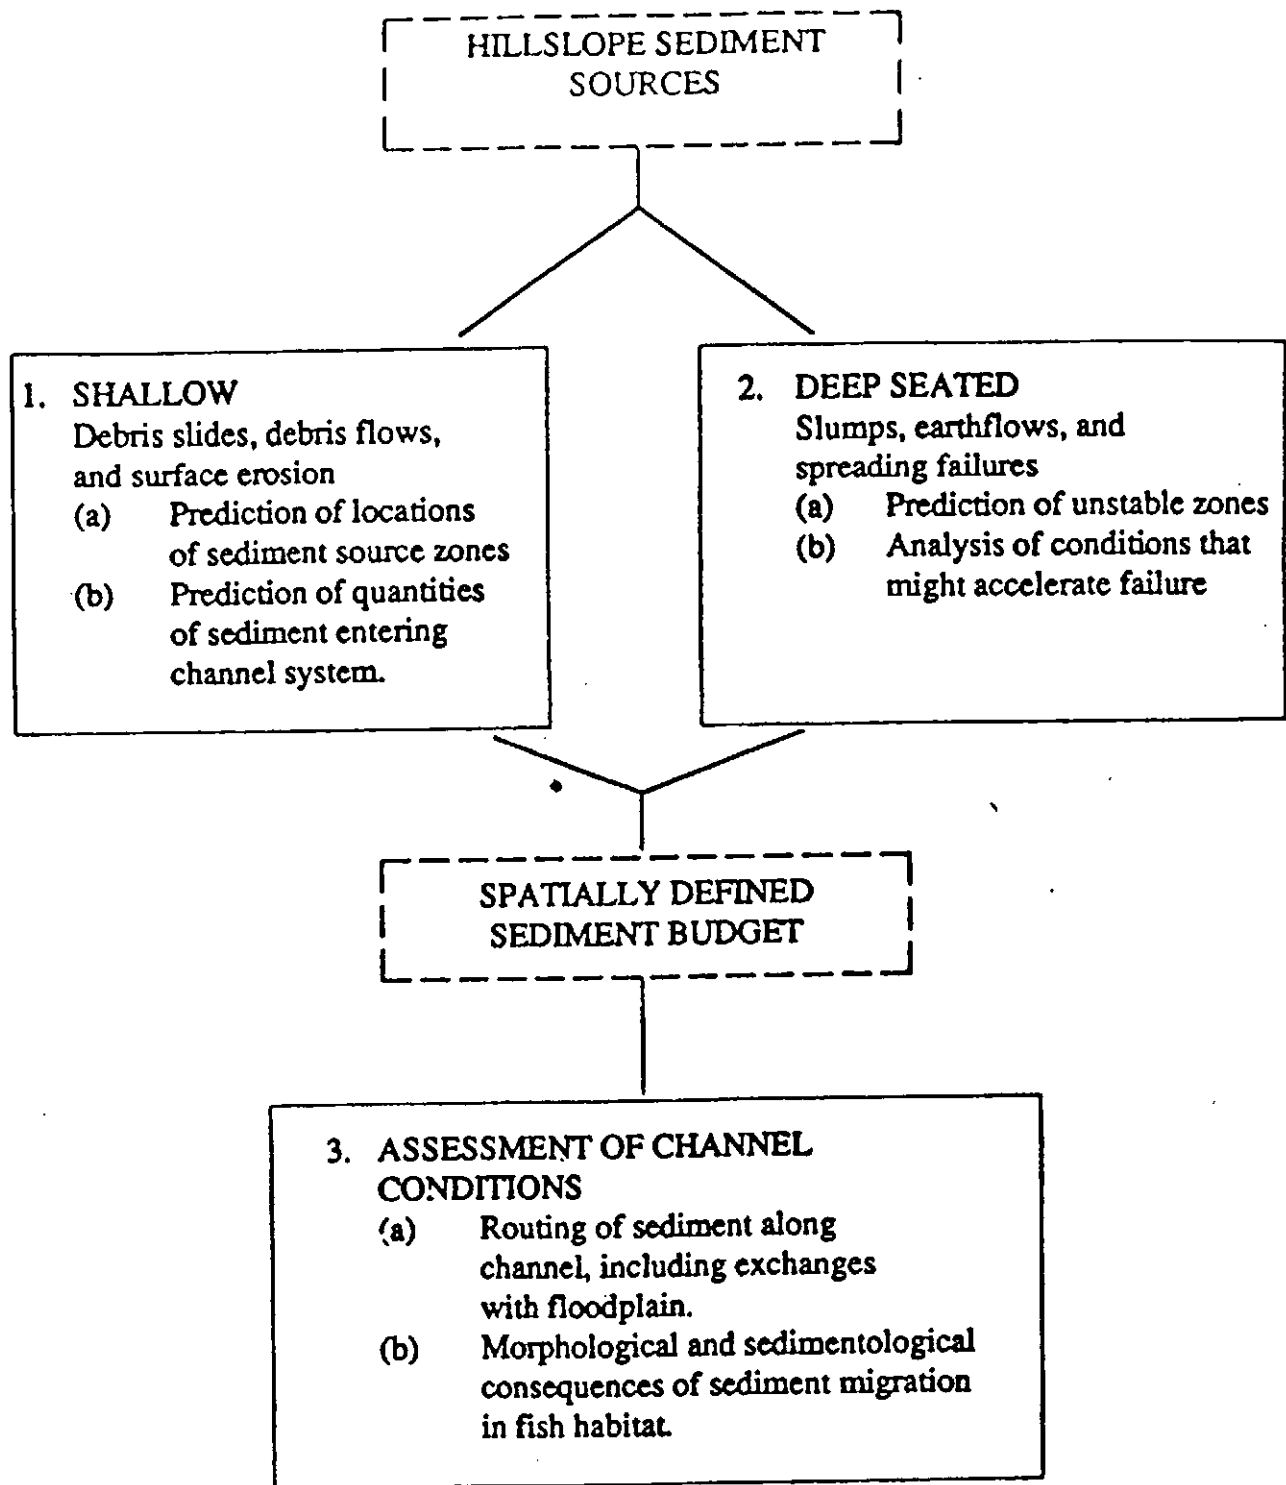 HILLSLOPE SEDIMENT
SOURCES
1. SHALLOW
Debris slides, debris flows,
and surface erosion
(a) Prediction of locations
of sediment source zones
(b) Prediction of quantities
of sediment entering
channel system.
2. DEEP SEATED
Slumps, earthflows, and
spreading failures
(a) Prediction of unstable zones
(b) Analysis of conditions that
might accelerate failure
SPATIALLY DEFINED
SEDIMENT BUDGET
3. ASSESSMENT OF CHANNEL
CONDITIONS
(a) Routing of sediment along
channel, including exchanges
with floodplain.
(b) Morphological and sedimentological
consequences of sediment migration
in fish habitat.